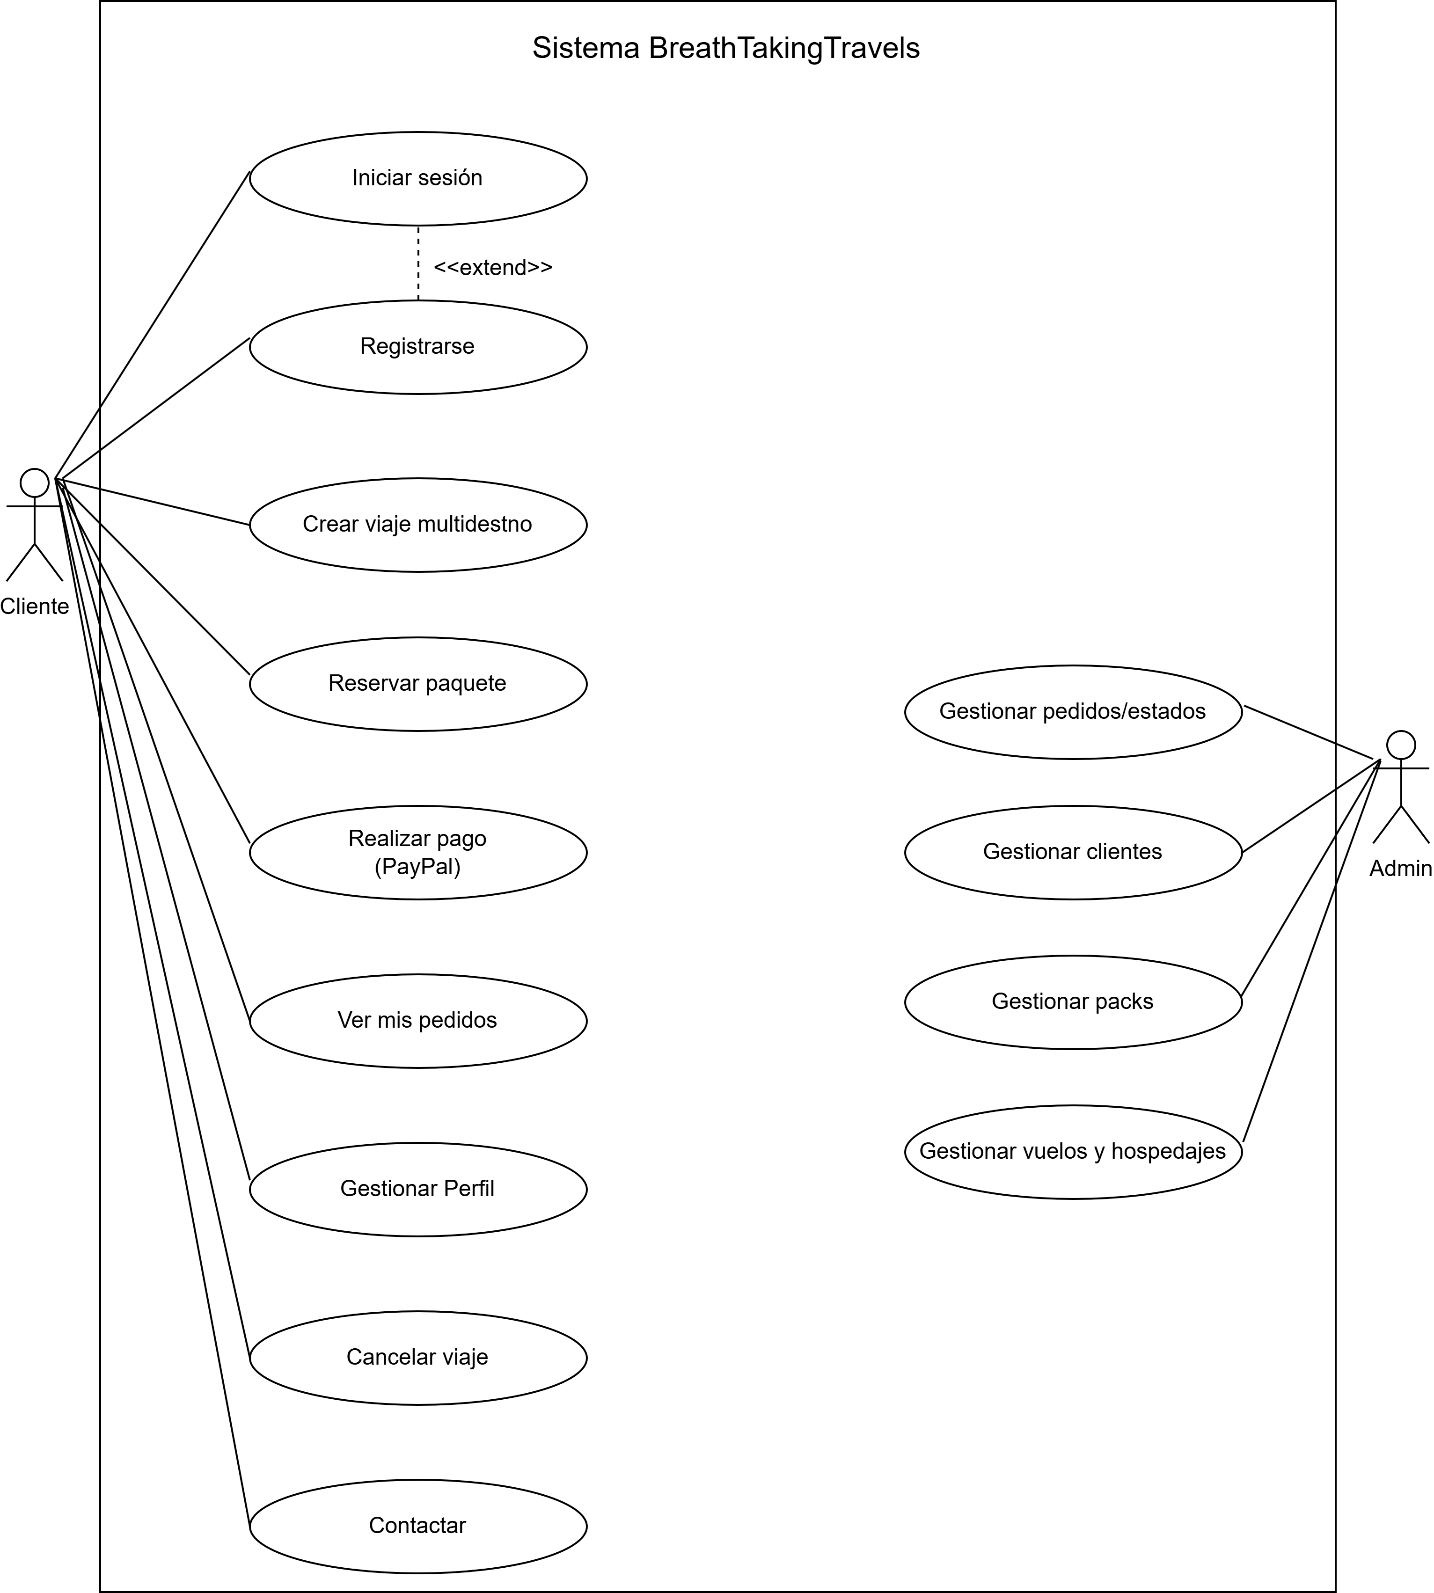 Sistema BreathTakingTravels
Iniciar sesión
<<extend>>
Registrarse
Crear viaje multidestno
Cliente
Reservar paquete
Realizar pago
(PayPal)
Ver mis pedidos
Gestionar Perfil
Cancelar viaje
Contactar
Gestionar pedidos/estados
Gestionar clientes
Admin
Gestionar packs
Gestionar vuelos y hospedajes